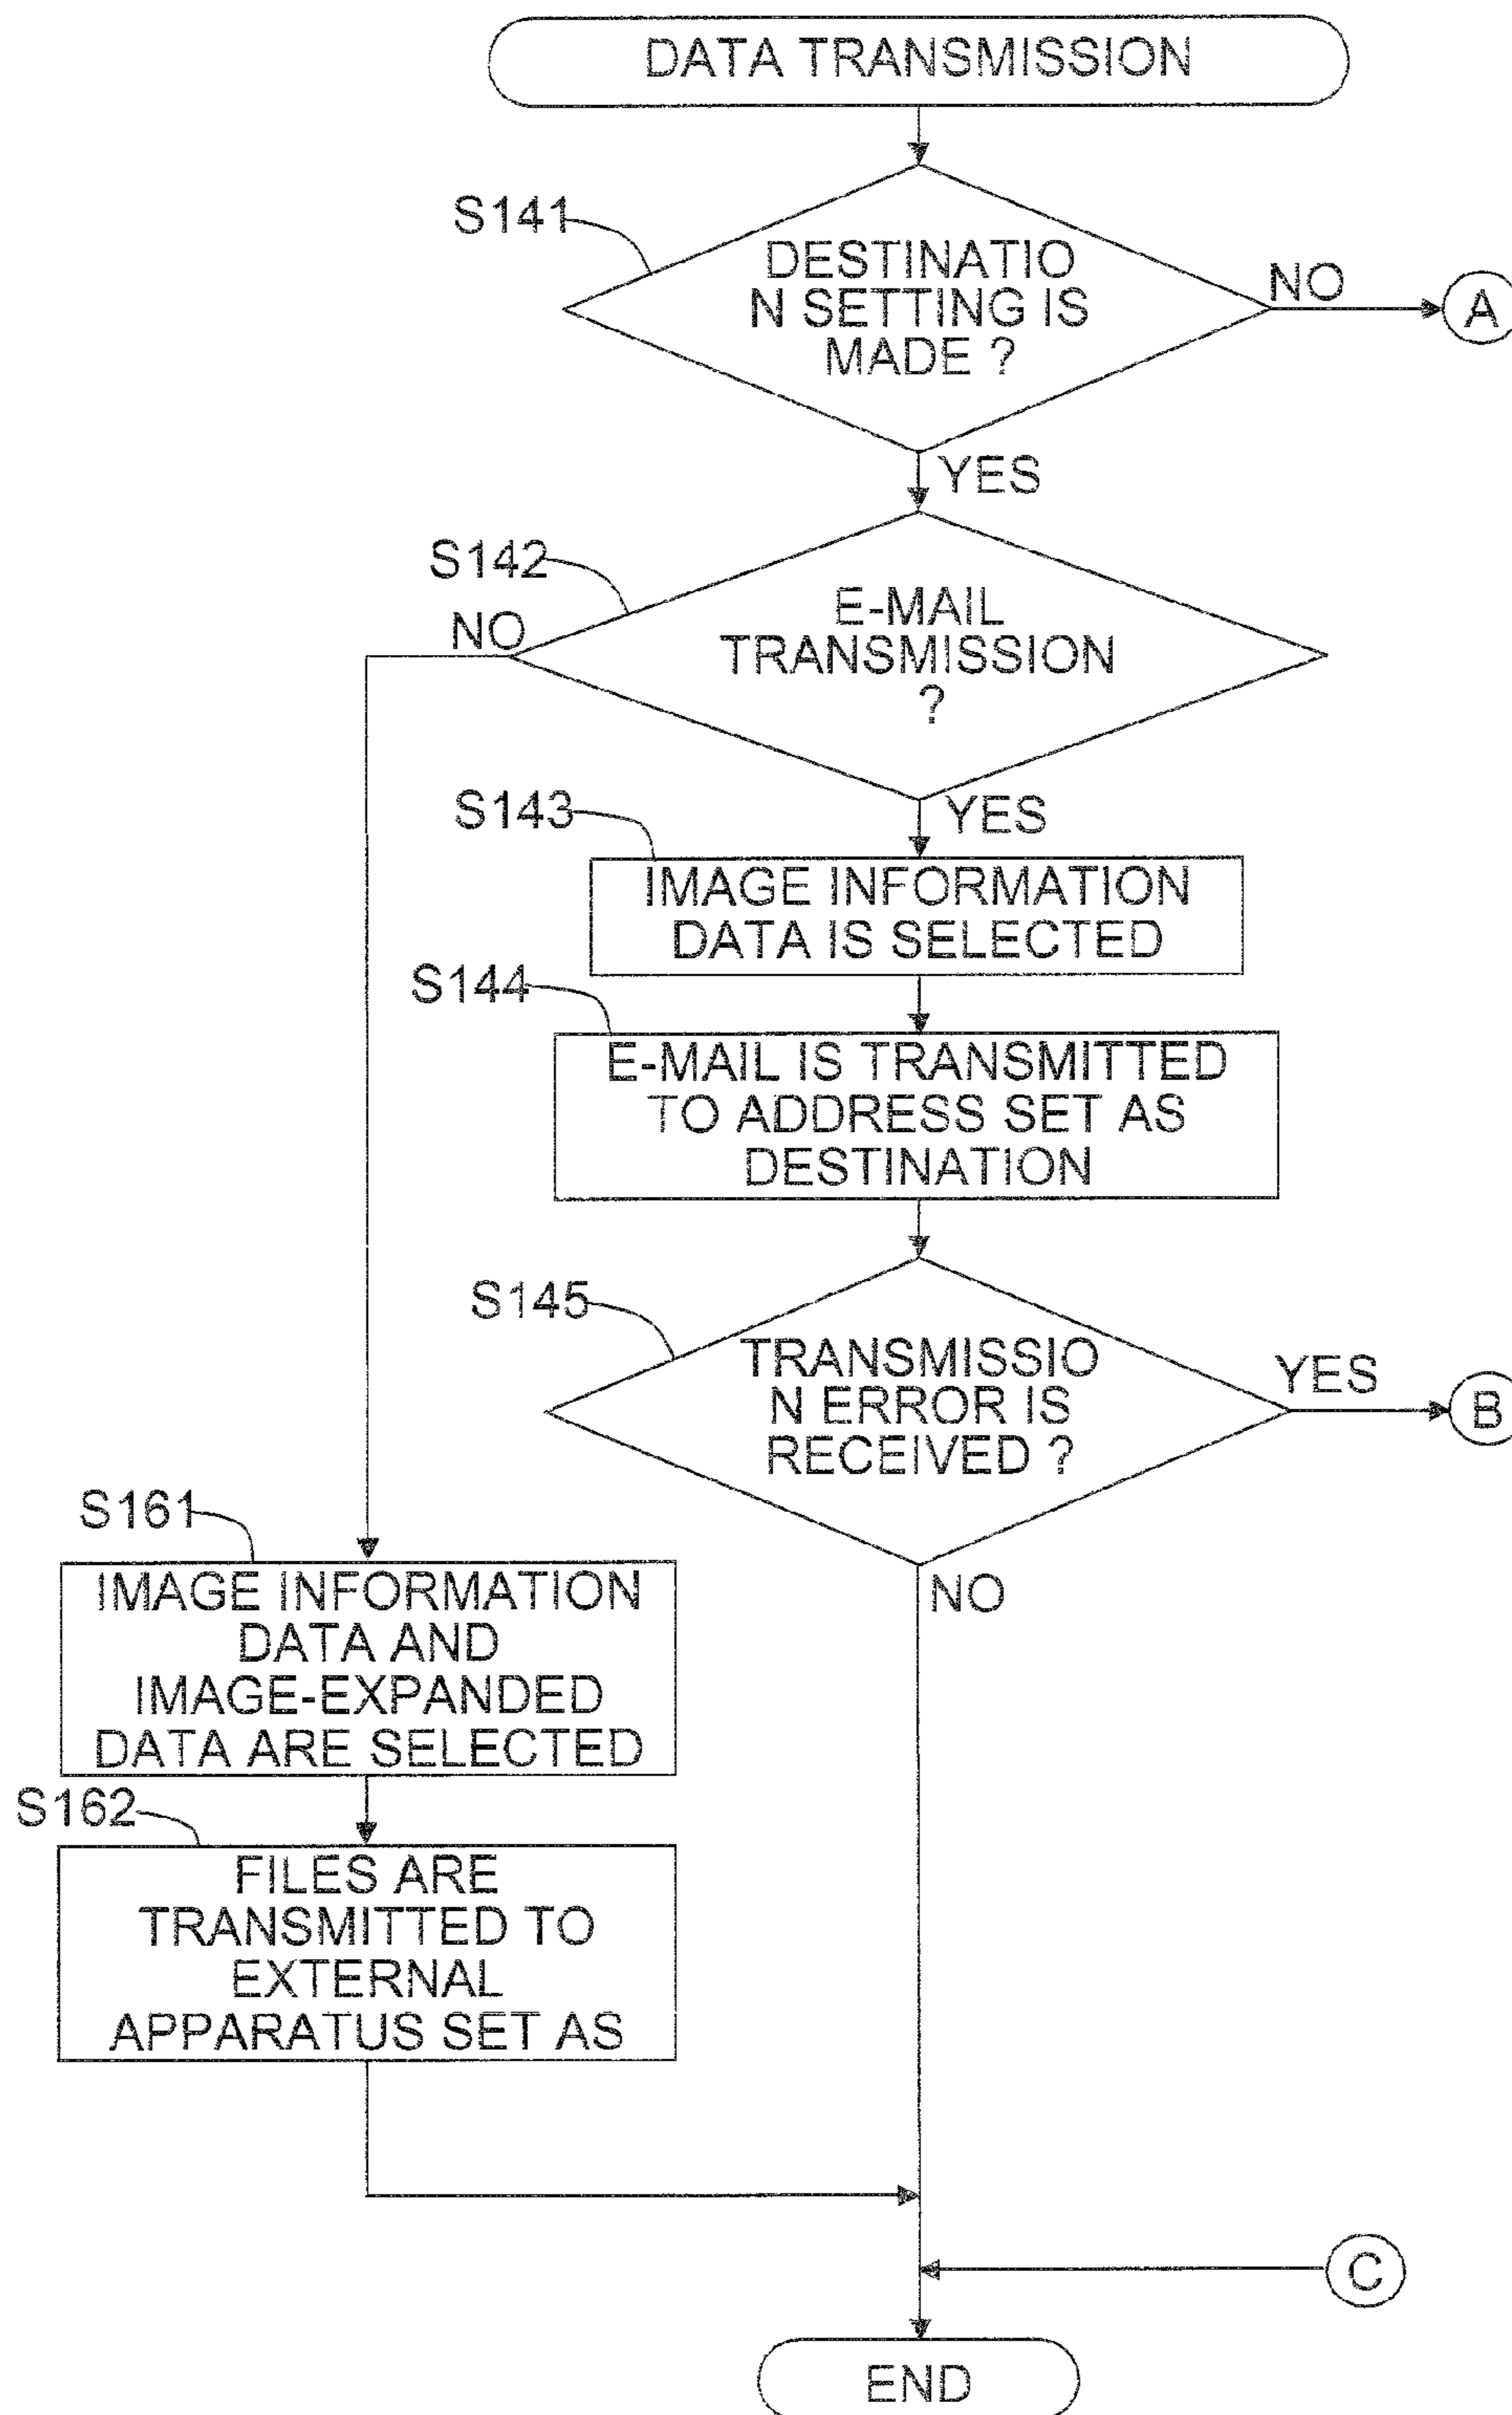 DATA TRANSMISSION
S141
DESTINATIO
N SETTING IS
MADE ?
NO
A
YES
S142
E-MAIL
TRANSMISSION
?
NO
YES
S143
IMAGE INFORMATION
DATA IS SELECTED
S144
E-MAIL IS TRANSMITTED
TO ADDRESS SET AS
DESTINATION
S145
TRANSMISSIO
N ERROR IS
RECEIVED ?
YES
B
NO
S161
IMAGE INFORMATION
DATA AND
IMAGE-EXPANDED
DATA ARE SELECTED
S162
FILES ARE
TRANSMITTED TO
EXTERNAL
APPARATUS SET AS
C
END